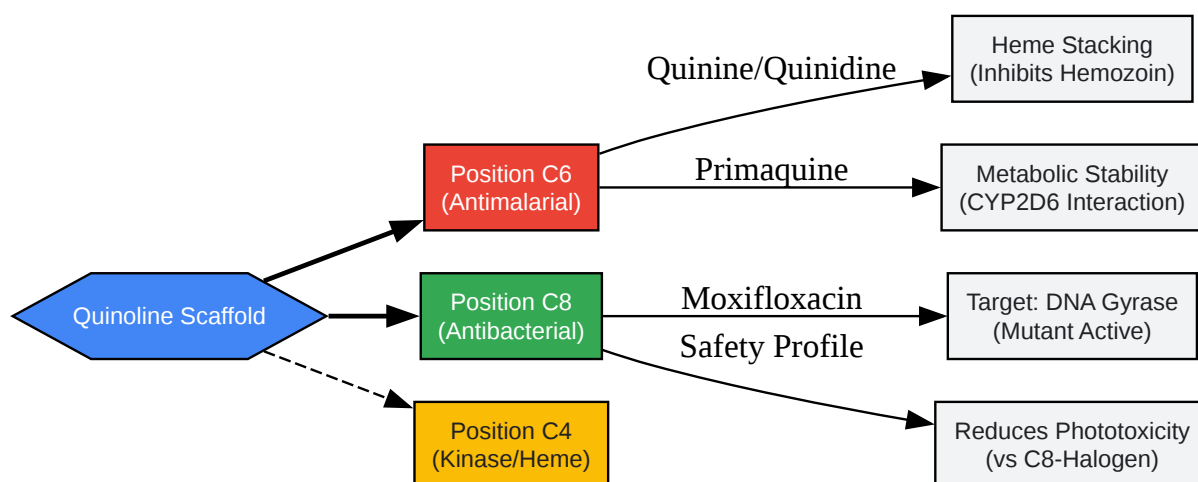 Quinoline Scaffold
Position C6
(Antimalarial)
Quinine/Quinidine
Heme Stacking
(Inhibits Hemozoin)
Primaquine
Metabolic Stability
(CYP2D6 Interaction)
Position C8
(Antibacterial)
Moxifloxacin
Target: DNA Gyrase
(Mutant Active)
Safety Profile
Reduces Phototoxicity
(vs C8-Halogen)
Position C4
(Kinase/Heme)